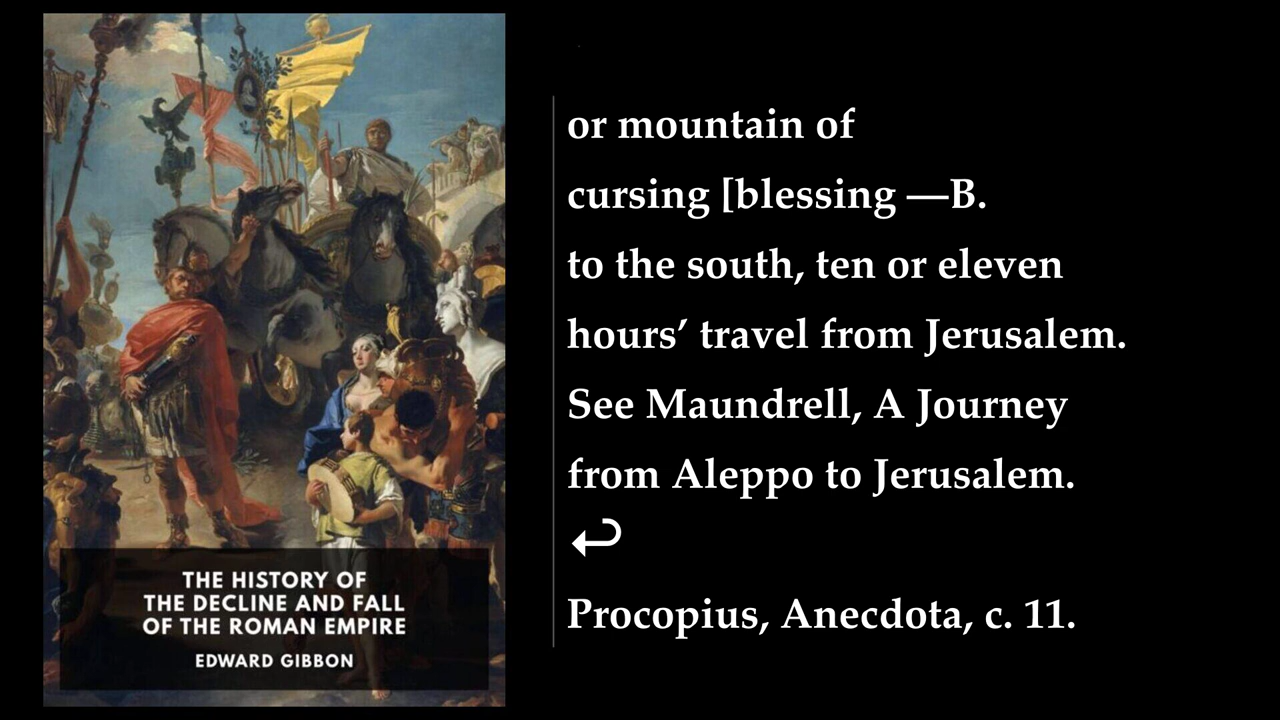 THE HISTORY OF
THE DECLINE AND FALL
OF THE ROMAN EMPIRE
EDWARD GIBBON
or mountain of
cursing [blessing —B.
to the south, ten or eleven
hours’ travel from Jerusalem.
See Maundrell, A Journey
from Aleppo to Jerusalem.
↩
Procopius, Anecdota, c. 11.